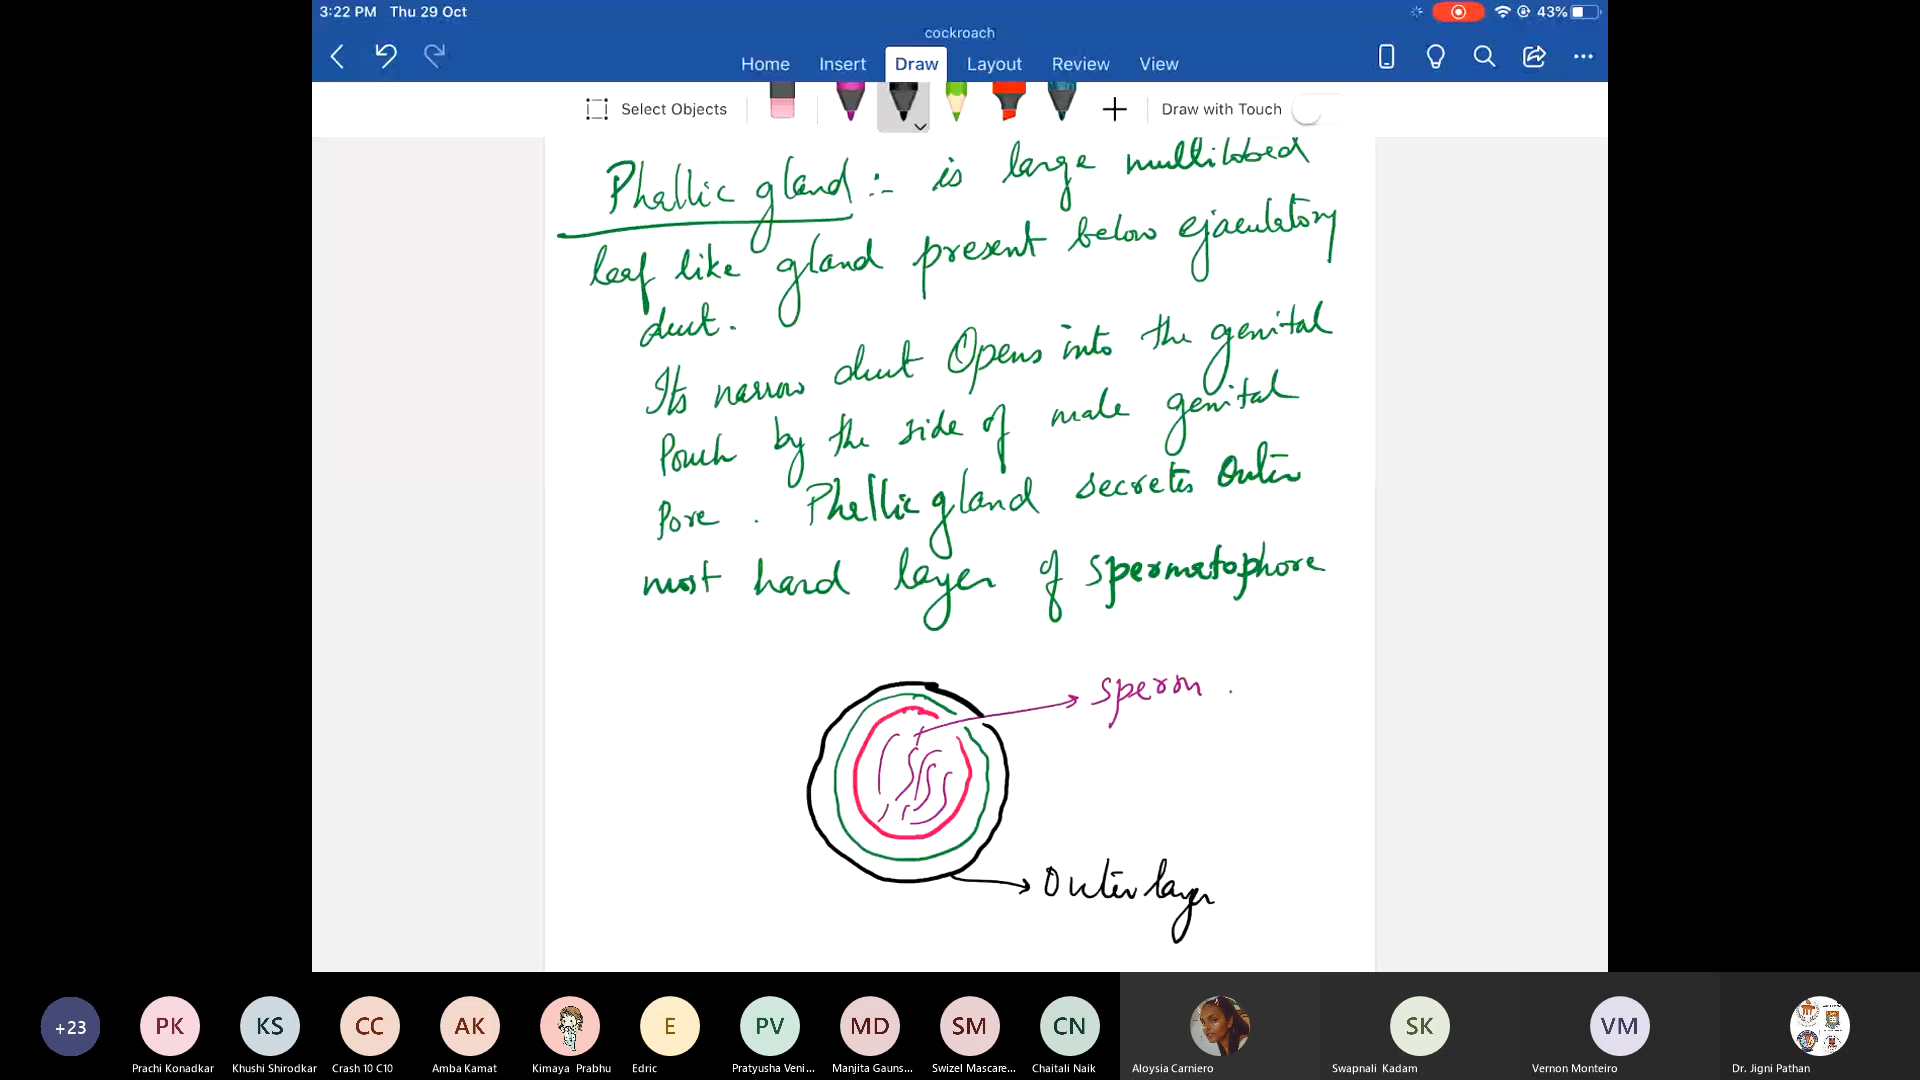 3:22 PM Thu 29 Oct
43%
cockroach
Home Insert Draw Layout Review View
Select Objects
Draw with Touch
Phallic gland :- is large multilobed
leaf like gland present below ejaculatory
duct.
Its narrow duct Opens into the genital
Pouch by the side of male genital
Pore . Phallic gland secretes Outer
most hard layer of spermatophore
sperm .
Outer layer
+23 PK KS CC AK E PV MD SM CN SK VM
Prachi Konadkar Khushi Shirodkar Crash 10 C10 Amba Kamat Kimaya Prabhu Edric Pratyusha Veni... Manjita Gauns... Swizel Mascare... Chaitali Naik Aloysia Carniero Swapnali Kadam Vernon Monteiro Dr. Jigni Pathan